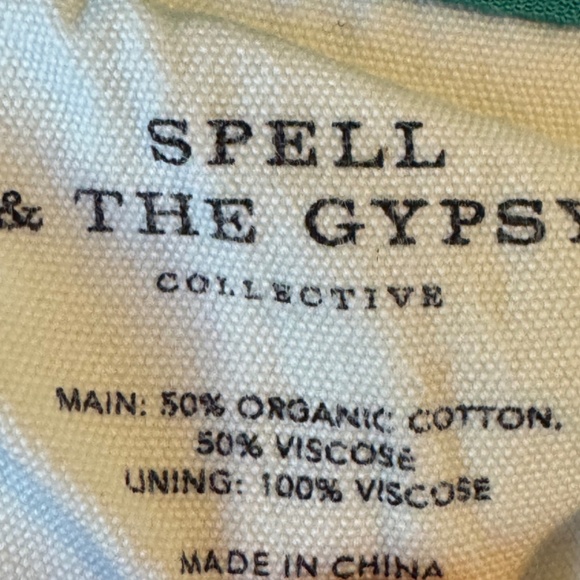 SPELL
& THE GYPSY
COLLECTIVE
MAIN: 50% ORGANIC COTTON.
50% VISCOSE
LINING: 100% VISCOSE
MADE IN CHINA